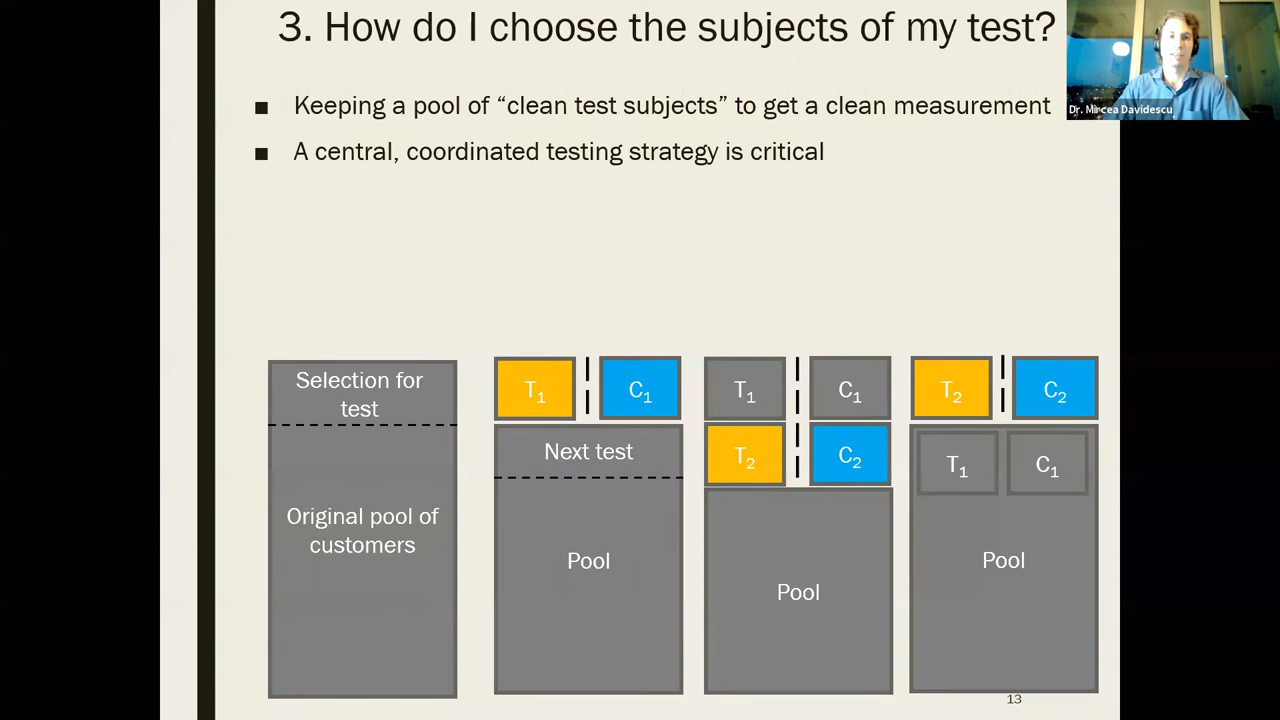 3. How do I choose the subjects of my test?
Dr. Mircea Davidescu
■ Keeping a pool of “clean test subjects” to get a clean measurement
■ A central, coordinated testing strategy is critical
Selection for
test
Original pool of
customers
T1 C1
Next test
Pool
T1 C1
T2 C2
Pool
T2 C2
T1 C1
Pool
13